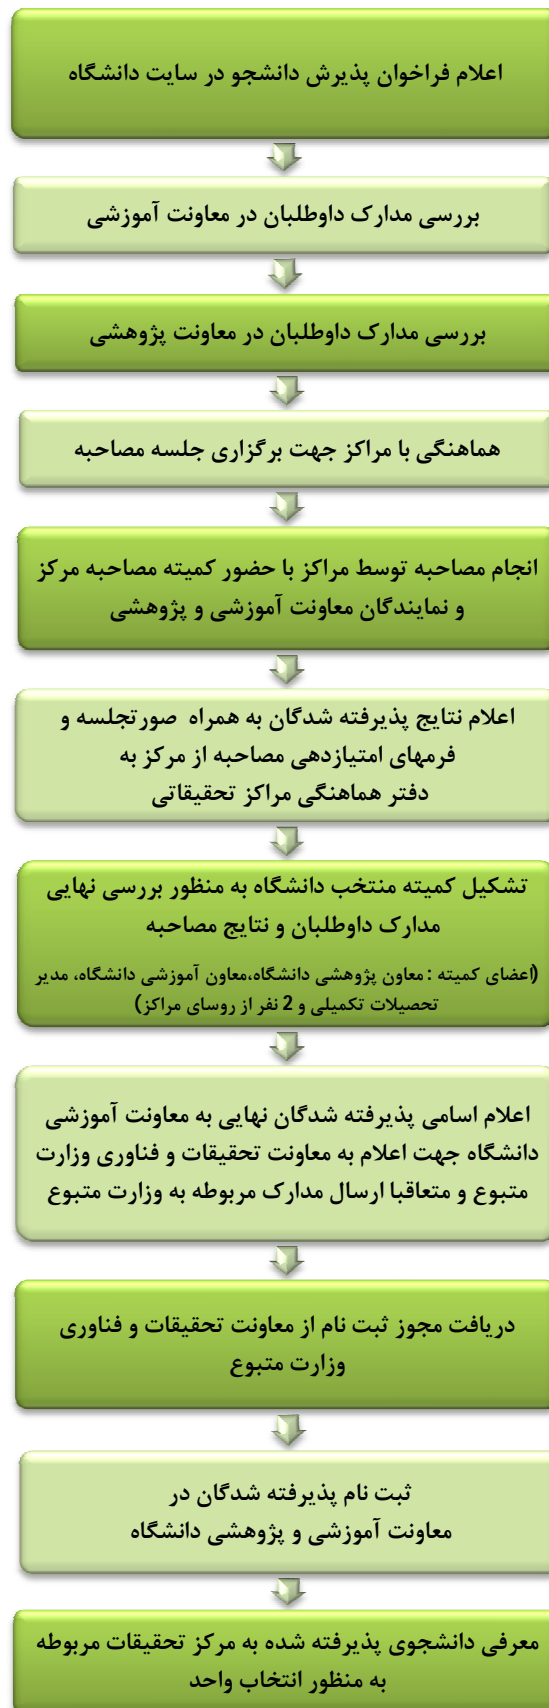 اعلام فراخوان پذیرش دانشجو در سایت دانشگاه
بررسی مدارک داوطلبان در معاونت آموزشی
بررسی مدارک داوطلبان در معاونت پژوهشی
هماهنگی با مراکز جهت برگزاری جلسه مصاحبه
انجام مصاحبه توسط مراکز با حضور کمیته مصاحبه مرکز
و نمایندگان معاونت آموزشی و پژوهشی
اعلام نتایج پذیرفته شدگان به همراه صورتجلسه و
فرمهای امتیازدهی مصاحبه از مرکز به
دفتر هماهنگی مراکز تحقیقاتی
تشکیل کمیته منتخب دانشگاه به منظور بررسی نهایی
مدارک داوطلبان و نتایج مصاحبه
(اعضای کمیته : معاون پژوهشی دانشگاه،معاون آموزشی دانشگاه، مدیر
تحصیلات تکمیلی و 2 نفر از روسای مراکز)
اعلام اسامی پذیرفته شدگان نهایی به معاونت آموزشی
دانشگاه جهت اعلام به معاونت تحقیقات و فناوری وزارت
متبوع و متعاقبا ارسال مدارک مربوطه به وزارت متبوع
دریافت مجوز ثبت نام از معاونت تحقیقات و فناوری
وزارت متبوع
ثبت نام پذیرفته شدگان در
معاونت آموزشی و پژوهشی دانشگاه
معرفی دانشجوی پذیرفته شده به مرکز تحقیقات مربوطه
به منظور انتخاب واحد